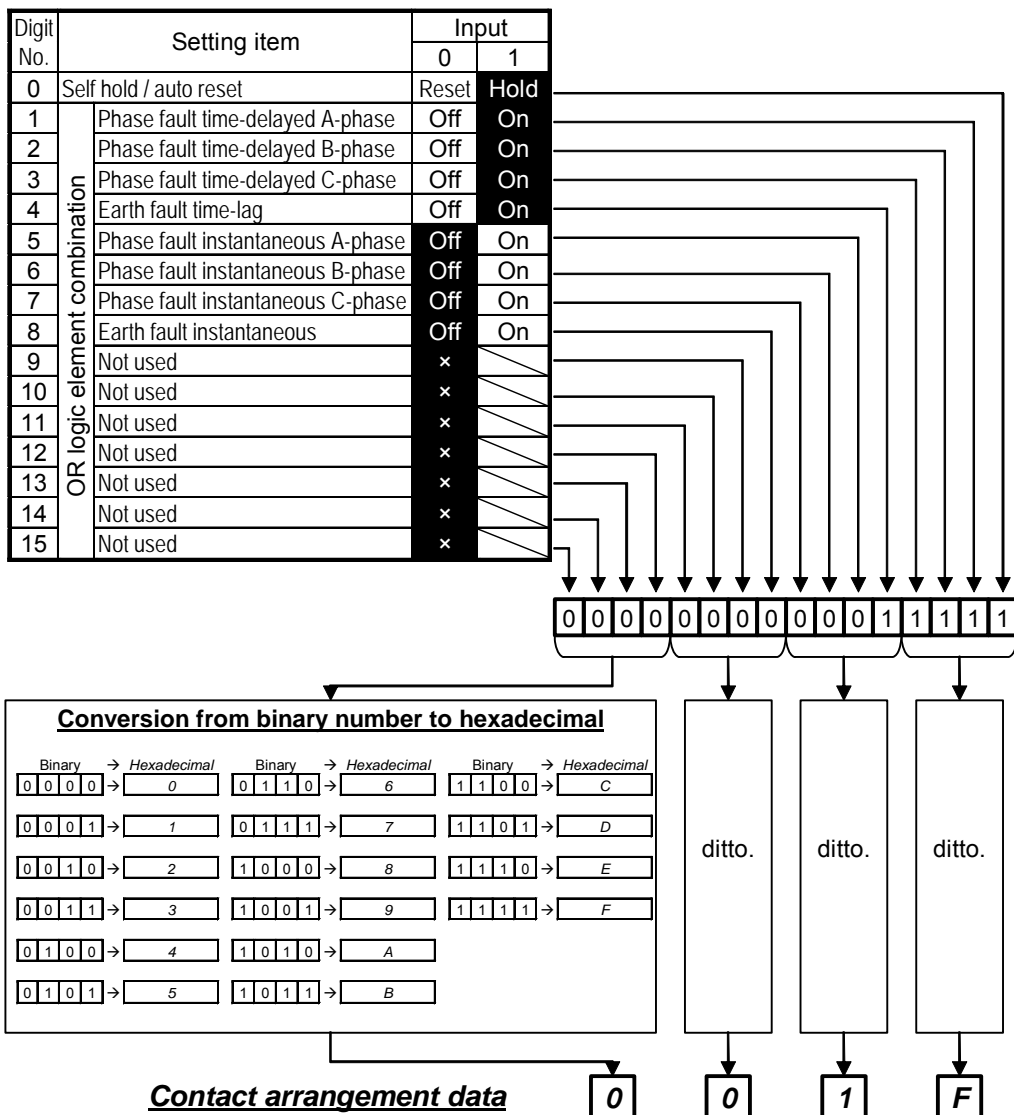 Digit No. Setting item Input
0 1
0 Self hold / auto reset Reset Hold
OR logic element combination
1 Phase fault time-delayed A-phase Off On
2 Phase fault time-delayed B-phase Off On
3 Phase fault time-delayed C-phase Off On
4 Earth fault time-lag Off On
5 Phase fault instantaneous A-phase Off On
6 Phase fault instantaneous B-phase Off On
7 Phase fault instantaneous C-phase Off On
8 Earth fault instantaneous Off On
9 Not used ×
10 Not used ×
11 Not used ×
12 Not used ×
13 Not used ×
14 Not used ×
15 Not used ×
0 0 0 0 0 0 0 0 0 0 0 1 1 1 1 1
Conversion from binary number to hexadecimal
Binary → Hexadecimal Binary → Hexadecimal Binary → Hexadecimal
0 0 0 0 → 0 0 1 1 0 → 6 1 1 0 0 → C
0 0 0 1 → 1 0 1 1 1 → 7 1 1 0 1 → D
0 0 1 0 → 2 1 0 0 0 → 8 1 1 1 0 → E
0 0 1 1 → 3 1 0 0 1 → 9 1 1 1 1 → F
0 1 0 0 → 4 1 0 1 0 → A
0 1 0 1 → 5 1 0 1 1 → B
ditto. ditto. ditto.
Contact arrangement data 0 0 1 F